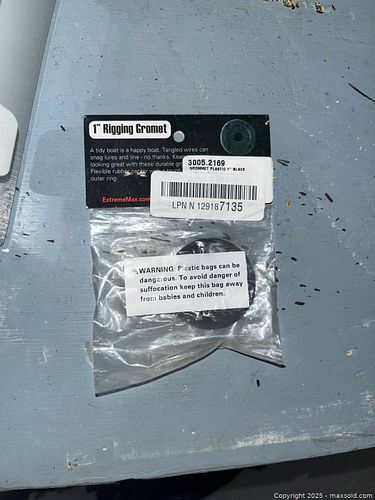 1" Rigging Gromet
A tidy boat is a happy boat. Tangled wires can
snag lures and line - no thanks. Kee
looking great with these durable gr
Flexible rubber center
outer ring.
ExtremeMax.com
3005.2169
GROMMET PLASTIC 1" BLACK
LPN N 129187135
WARNING: Plastic bags can be
dangerous. To avoid danger of
suffocation keep this bag away
from babies and children.
Copyright 2025 - maxsold.com